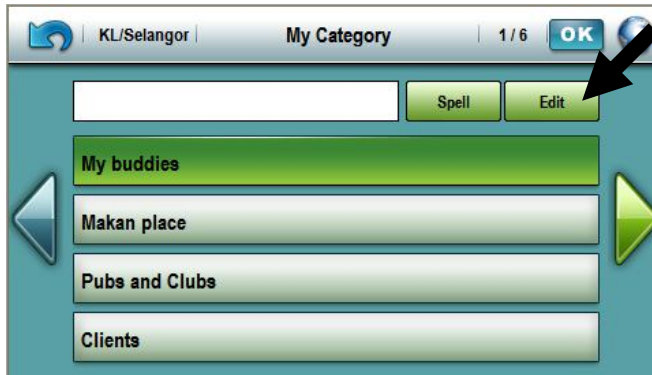 KL/Selangor My Category 1/6 OK
Spell Edit
My buddies
Makan place
Pubs and Clubs
Clients